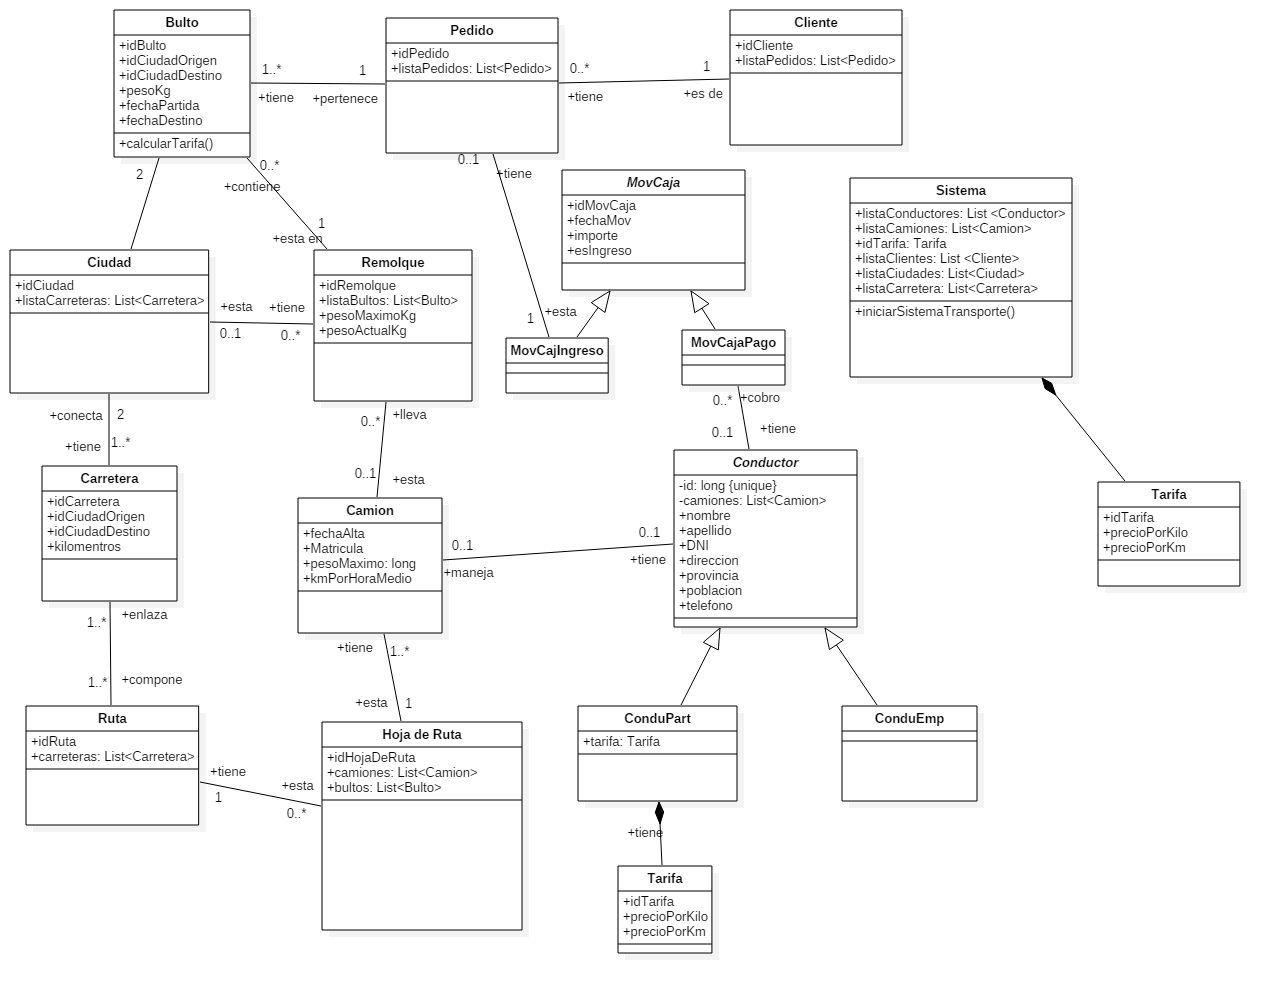 Bulto
+idBulto
+idCiudadOrigen
+idCiudadDestino
+pesoKg
+fechaPartida
+fechaDestino
+calcularTarifa()
1..*
1
+tiene
+pertenece
Pedido
+idPedido
+listaPedidos: List<Pedido>
0..*
1
+tiene
+es de
Cliente
+idCliente
+listaPedidos: List<Pedido>
2
0..*
+contiene
1
+esta en
0..1
+tiene
1
+esta
MovCaja
+idMovCaja
+fechaMov
+importe
+esIngreso
Sistema
+listaConductores: List <Conductor>
+listaCamiones: List<Camion>
+idTarifa: Tarifa
+listaClientes: List <Cliente>
+listaCiudades: List<Ciudad>
+listaCarretera: List<Carretera>
+iniciarSistemaTransporte()
Ciudad
+idCiudad
+listaCarreteras: List<Carretera>
+esta
+tiene
0..1
0..*
Remolque
+idRemolque
+listaBultos: List<Bulto>
+pesoMaximoKg
+pesoActualKg
MovCajIngreso
MovCajaPago
0..*
+cobro
0..1
+tiene
+conecta
2
+tiene
1..*
0..*
+lleva
0..1
+esta
Carretera
+idCarretera
+idCiudadOrigen
+idCiudadDestino
+kilomentros
Camion
+fechaAlta
+Matricula
+pesoMaximo: long
+kmPorHoraMedio
0..1
+maneja
0..1
+tiene
Conductor
-id: long {unique}
-camiones: List<Camion>
+nombre
+apellido
+DNI
+direccion
+provincia
+poblacion
+telefono
Tarifa
+idTarifa
+precioPorKilo
+precioPorKm
+enlaza
1..*
1..*
+compone
+tiene
1..*
+esta
1
Ruta
+idRuta
+carreteras: List<Carretera>
+tiene
1
+esta
0..*
Hoja de Ruta
+idHojaDeRuta
+camiones: List<Camion>
+bultos: List<Bulto>
ConduPart
+tarifa: Tarifa
ConduEmp
+tiene
Tarifa
+idTarifa
+precioPorKilo
+precioPorKm